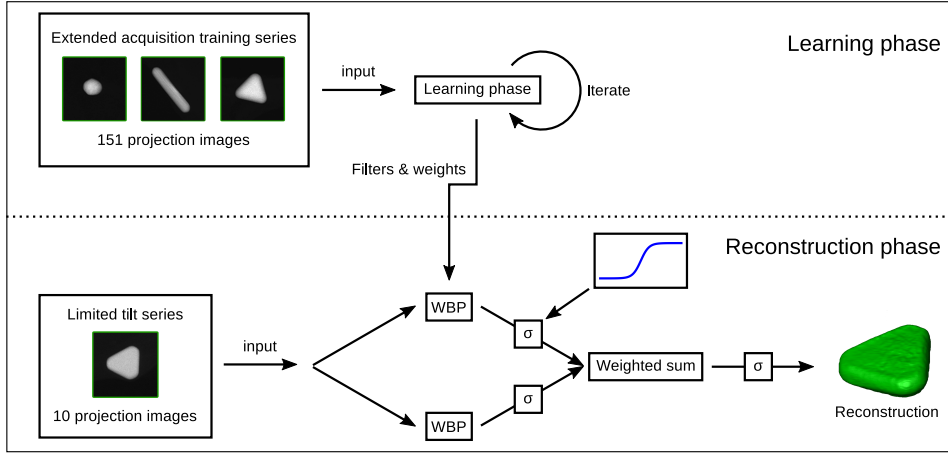 Extended acquisition training series
151 projection images
input
Learning phase
Iterate
Learning phase
Filters & weights
Reconstruction phase
Limited tilt series
10 projection images
input
WBP
WBP
σ
σ
Weighted sum
σ
Reconstruction